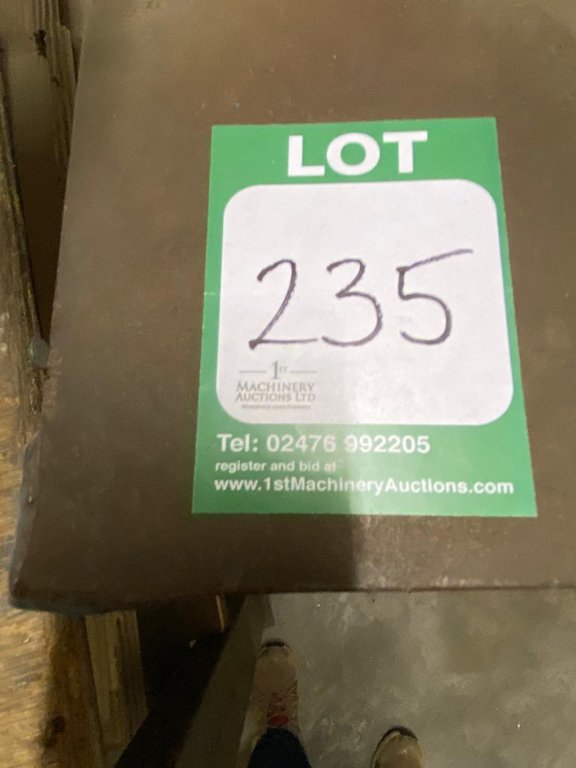 LOT
235
1ST
MACHINERY
AUCTIONS LTD
Tel: 02476 992205
register and bid at
www.1stMachineryAuctions.com